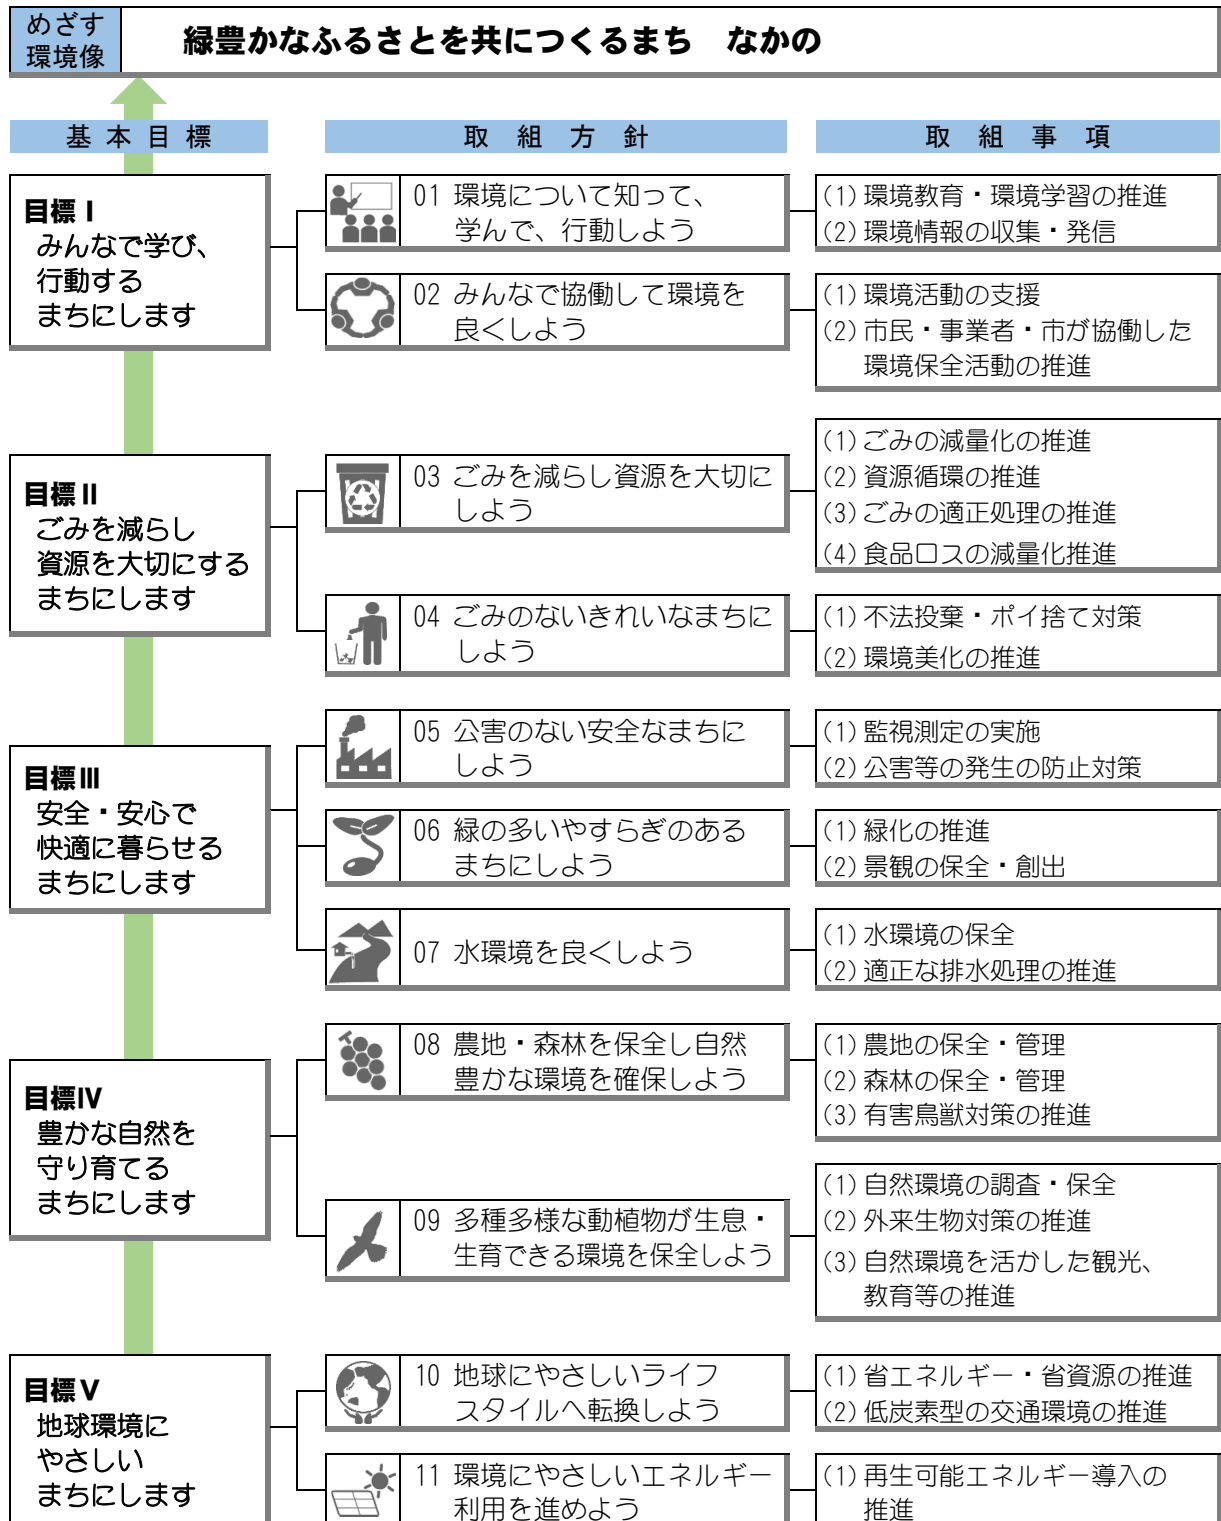 めざす
環境像
緑豊かなふるさとを共につくるまち　なかの
基本目標
取組方針
取組事項
目標Ⅰ
みんなで学び、
行動する
まちにします
01 環境について知って、
学んで、行動しよう
(1)環境教育・環境学習の推進
(2)環境情報の収集・発信
02 みんなで協働して環境を
良くしよう
(1)環境活動の支援
(2)市民・事業者・市が協働した
環境保全活動の推進
目標Ⅱ
ごみを減らし
資源を大切にする
まちにします
03 ごみを減らし資源を大切に
しよう
(1)ごみの減量化の推進
(2)資源循環の推進
(3)ごみの適正処理の推進
(4)食品ロスの減量化推進
04 ごみのないきれいなまちに
しよう
(1)不法投棄・ポイ捨て対策
(2)環境美化の推進
目標Ⅲ
安全・安心で
快適に暮らせる
まちにします
05 公害のない安全なまちに
しよう
(1)監視測定の実施
(2)公害等の発生の防止対策
06 緑の多いやすらぎのある
まちにしよう
(1)緑化の推進
(2)景観の保全・創出
07 水環境を良くしよう
(1)水環境の保全
(2)適正な排水処理の推進
目標Ⅳ
豊かな自然を
守り育てる
まちにします
08 農地・森林を保全し自然
豊かな環境を確保しよう
(1)農地の保全・管理
(2)森林の保全・管理
(3)有害鳥獣対策の推進
09 多種多様な動植物が生息・
生育できる環境を保全しよう
(1)自然環境の調査・保全
(2)外来生物対策の推進
(3)自然環境を活かした観光、
教育等の推進
目標Ⅴ
地球環境に
やさしい
まちにします
10 地球にやさしいライフ
スタイルへ転換しよう
(1)省エネルギー・省資源の推進
(2)低炭素型の交通環境の推進
11 環境にやさしいエネルギー
利用を進めよう
(1)再生可能エネルギー導入の
推進